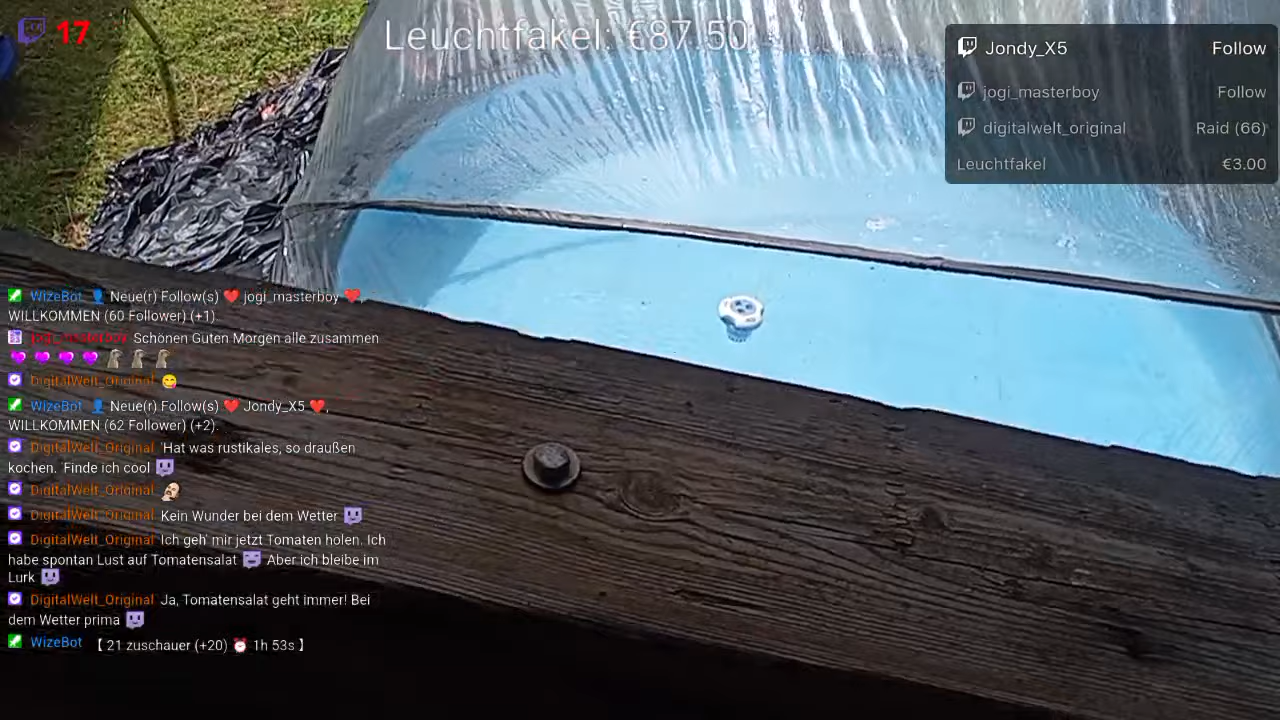 17
Leuchtfakel: €87.50
Jondy_X5 Follow
jogi_masterboy Follow
digitalwelt_original Raid (66)
Leuchtfakel €3.00
WizeBot 👤 Neue(r) Follow(s) ❤️ jogi_masterboy ❤️,
WILLKOMMEN (60 Follower) (+1)
jogi_masterboy Schönen Guten Morgen alle zusammen
DigitalWelt_Original 😋
WizeBot 👤 Neue(r) Follow(s) ❤️ Jondy_X5 ❤️,
WILLKOMMEN (62 Follower) (+2)
DigitalWelt_Original 'Hat was rustikales, so draußen
kochen. 'Finde ich cool
DigitalWelt_Original
DigitalWelt_Original Kein Wunder bei dem Wetter
DigitalWelt_Original Ich geh' mir jetzt Tomaten holen. Ich
habe spontan Lust auf Tomatensalat Aber ich bleibe im
Lurk
DigitalWelt_Original Ja, Tomatensalat geht immer! Bei
dem Wetter prima
WizeBot 【 21 zuschauer (+20) ⏰ 1h 53s 】